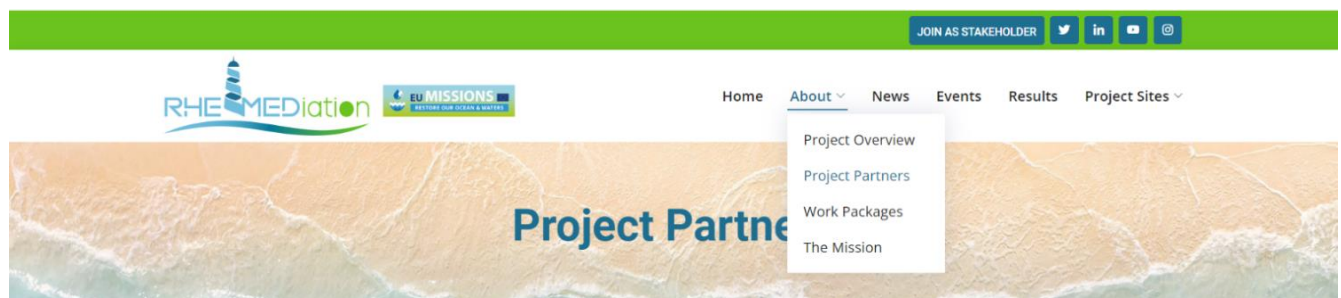 JOIN AS STAKEHOLDER
RHEMEDiation
EU MISSIONS
RESTORE OUR OCEAN & WATERS
Home About News Events Results Project Sites
Project Overview
Project Partners
Work Packages
The Mission
Project Partne